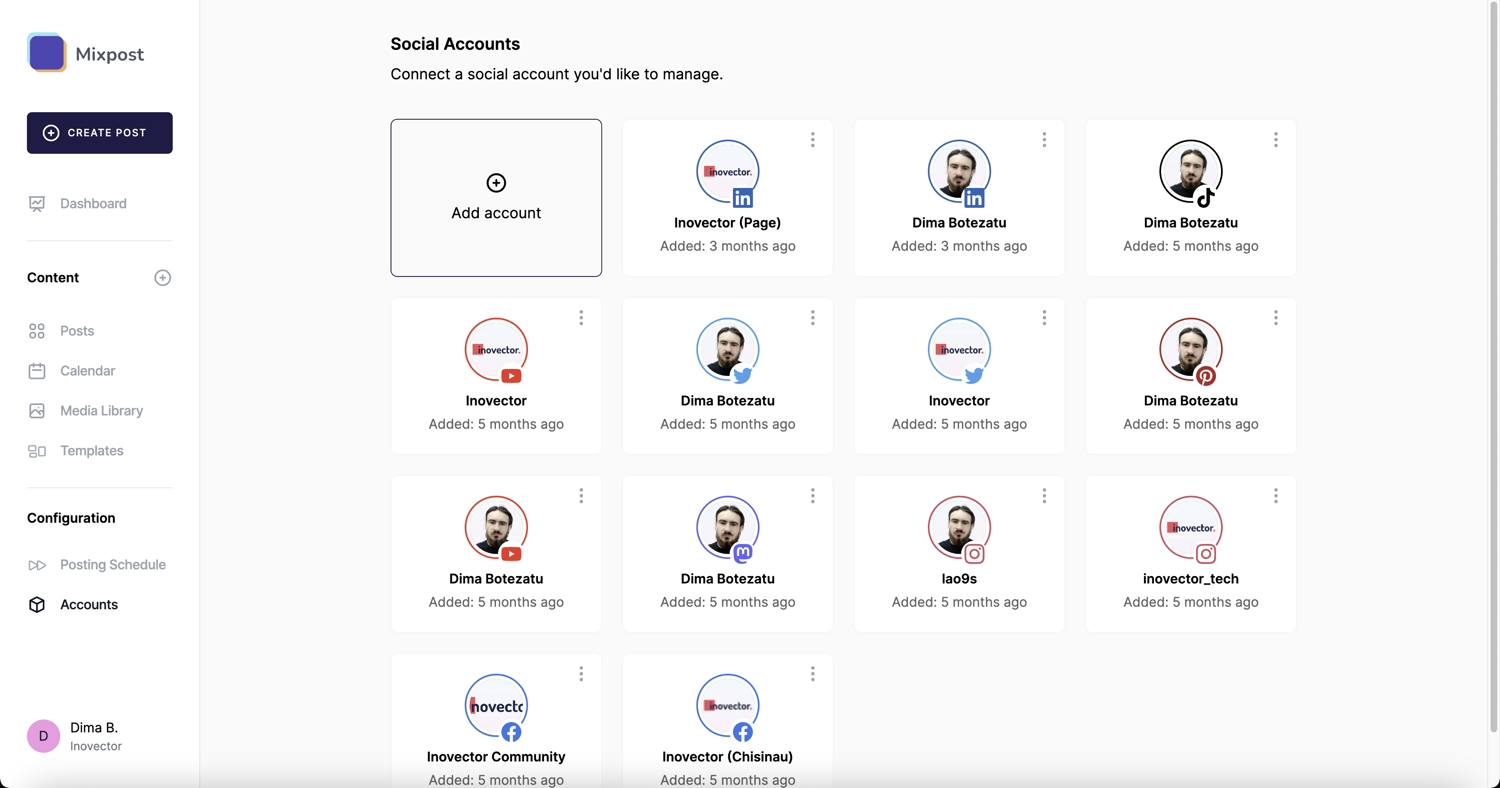 Mixpost
CREATE POST
Dashboard
Content
Posts
Calendar
Media Library
Templates
Configuration
Posting Schedule
Accounts
D
Dima B.
Inovector
Social Accounts
Connect a social account you'd like to manage.
Add account
inovector.
in
Inovector (Page)
Added: 3 months ago
in
Dima Botezatu
Added: 3 months ago
Dima Botezatu
Added: 5 months ago
inovector.
Inovector
Added: 5 months ago
Dima Botezatu
Added: 5 months ago
inovector.
Inovector
Added: 5 months ago
Dima Botezatu
Added: 5 months ago
Dima Botezatu
Added: 5 months ago
Dima Botezatu
Added: 5 months ago
lao9s
Added: 5 months ago
inovector.
inovector_tech
Added: 5 months ago
novecto
Inovector Community
Added: 5 months ago
inovector.
Inovector (Chisinau)
Added: 5 months ago